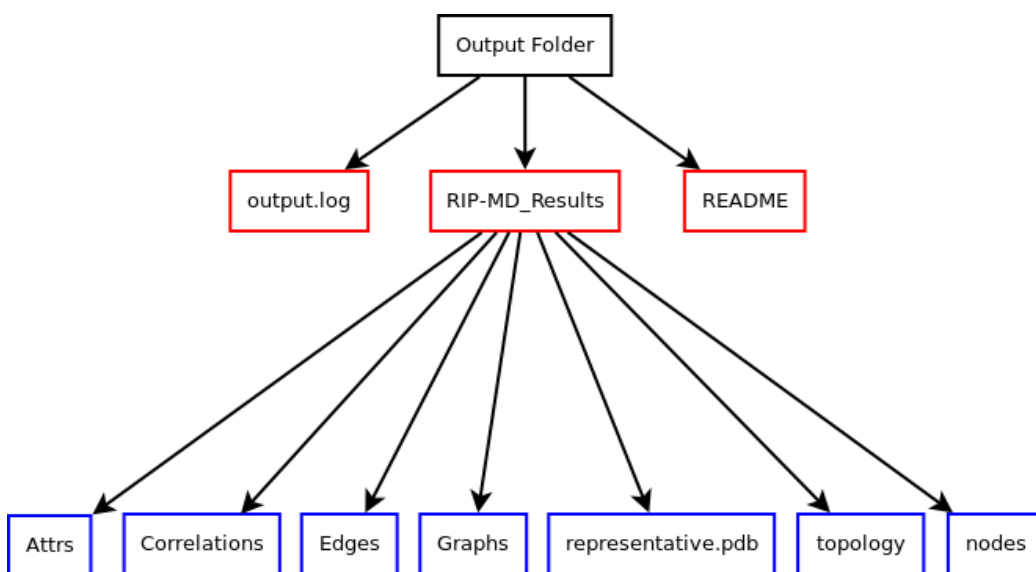 Output Folder
output.log
RIP-MD_Results
README
Attrs
Correlations
Edges
Graphs
representative.pdb
topology
nodes